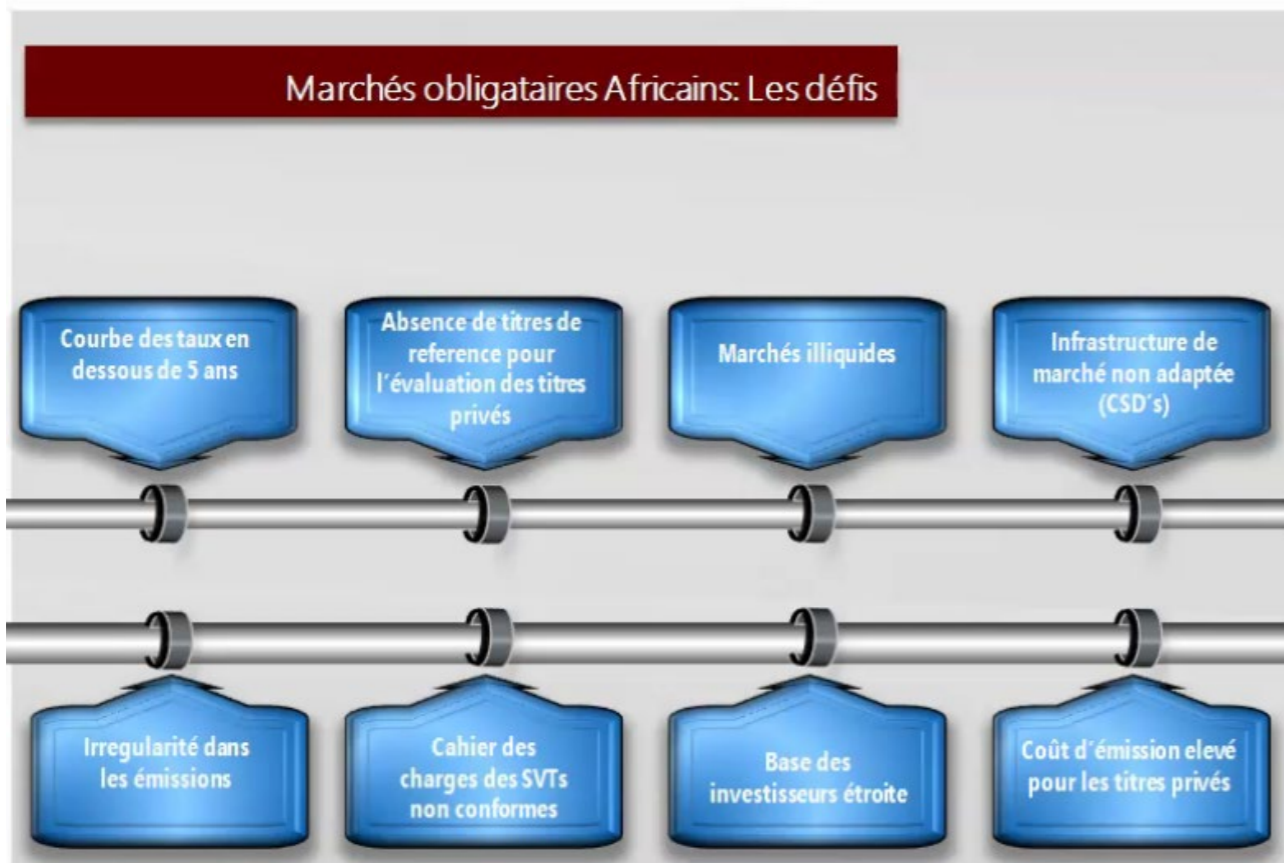 Marchés obligataires Africains: Les défis
Courbe des taux en
dessous de 5 ans
Absence de titres de
reference pour
l´évaluation des titres
privés
Marchés illiquides
Infrastructure de
marché non adaptée
(CSD´s)
Irregularité dans
les émissions
Cahier des
charges des SVTs
non conformes
Base des
investisseurs étroite
Coût d´émission elevé
pour les titres privés